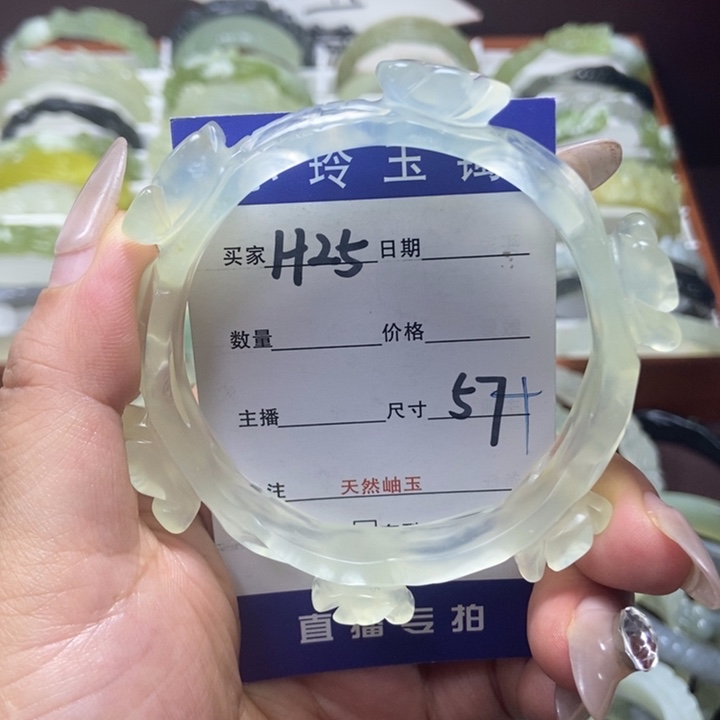 玲玉
买家 H25 日期
数量 价格
主播 尺寸 57+
注 天然岫玉
直播专拍